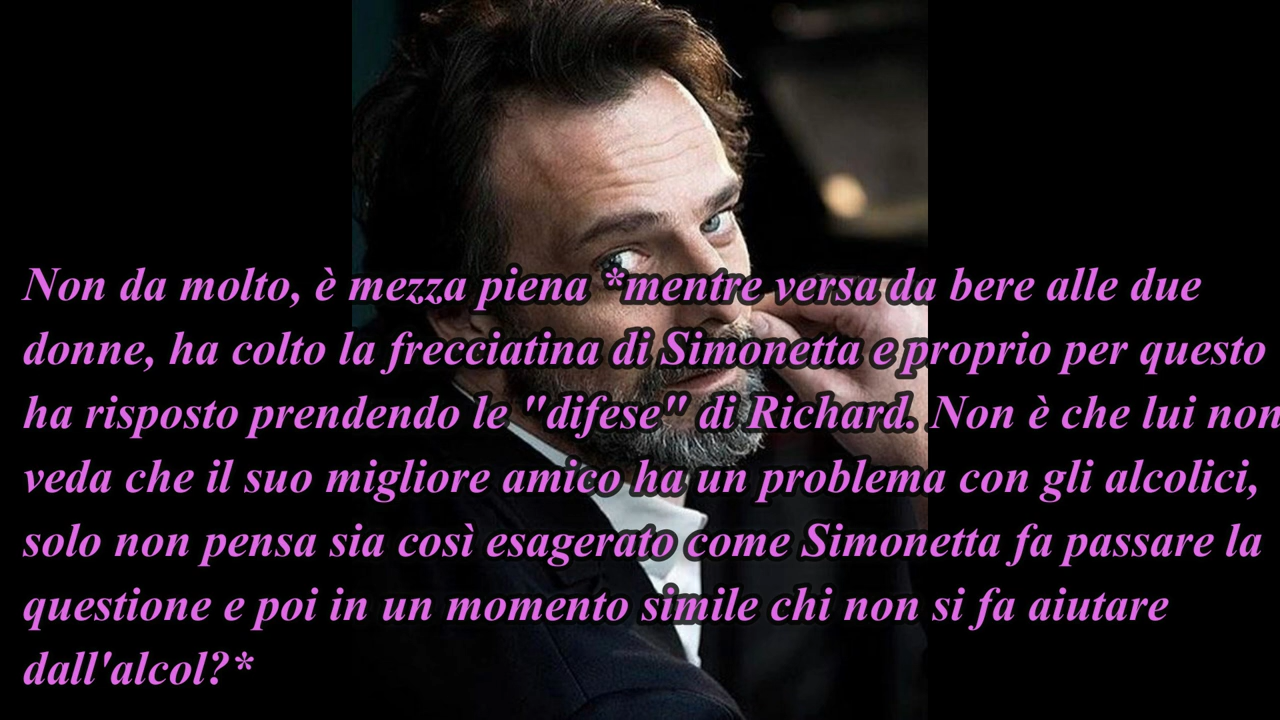 Non da molto, è mezza piena *mentre versa da bere alle due
donne, ha colto la frecciatina di Simonetta e proprio per questo
ha risposto prendendo le "difese" di Richard. Non è che lui non
veda che il suo migliore amico ha un problema con gli alcolici,
solo non pensa sia così esagerato come Simonetta fa passare la
questione e poi in un momento simile chi non si fa aiutare
dall'alcol?*